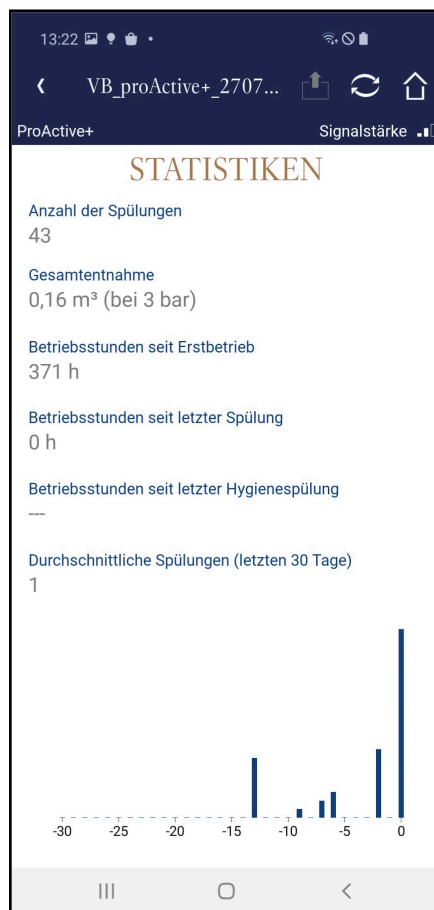 13:22
VB_proActive+_2707...
ProActive+ Signalstärke
STATISTIKEN
Anzahl der Spülungen
43
Gesamtentnahme
0,16 m³ (bei 3 bar)
Betriebsstunden seit Erstbetrieb
371 h
Betriebsstunden seit letzter Spülung
0 h
Betriebsstunden seit letzter Hygienespülung
---
Durchschnittliche Spülungen (letzten 30 Tage)
1
-30 -25 -20 -15 -10 -5 0